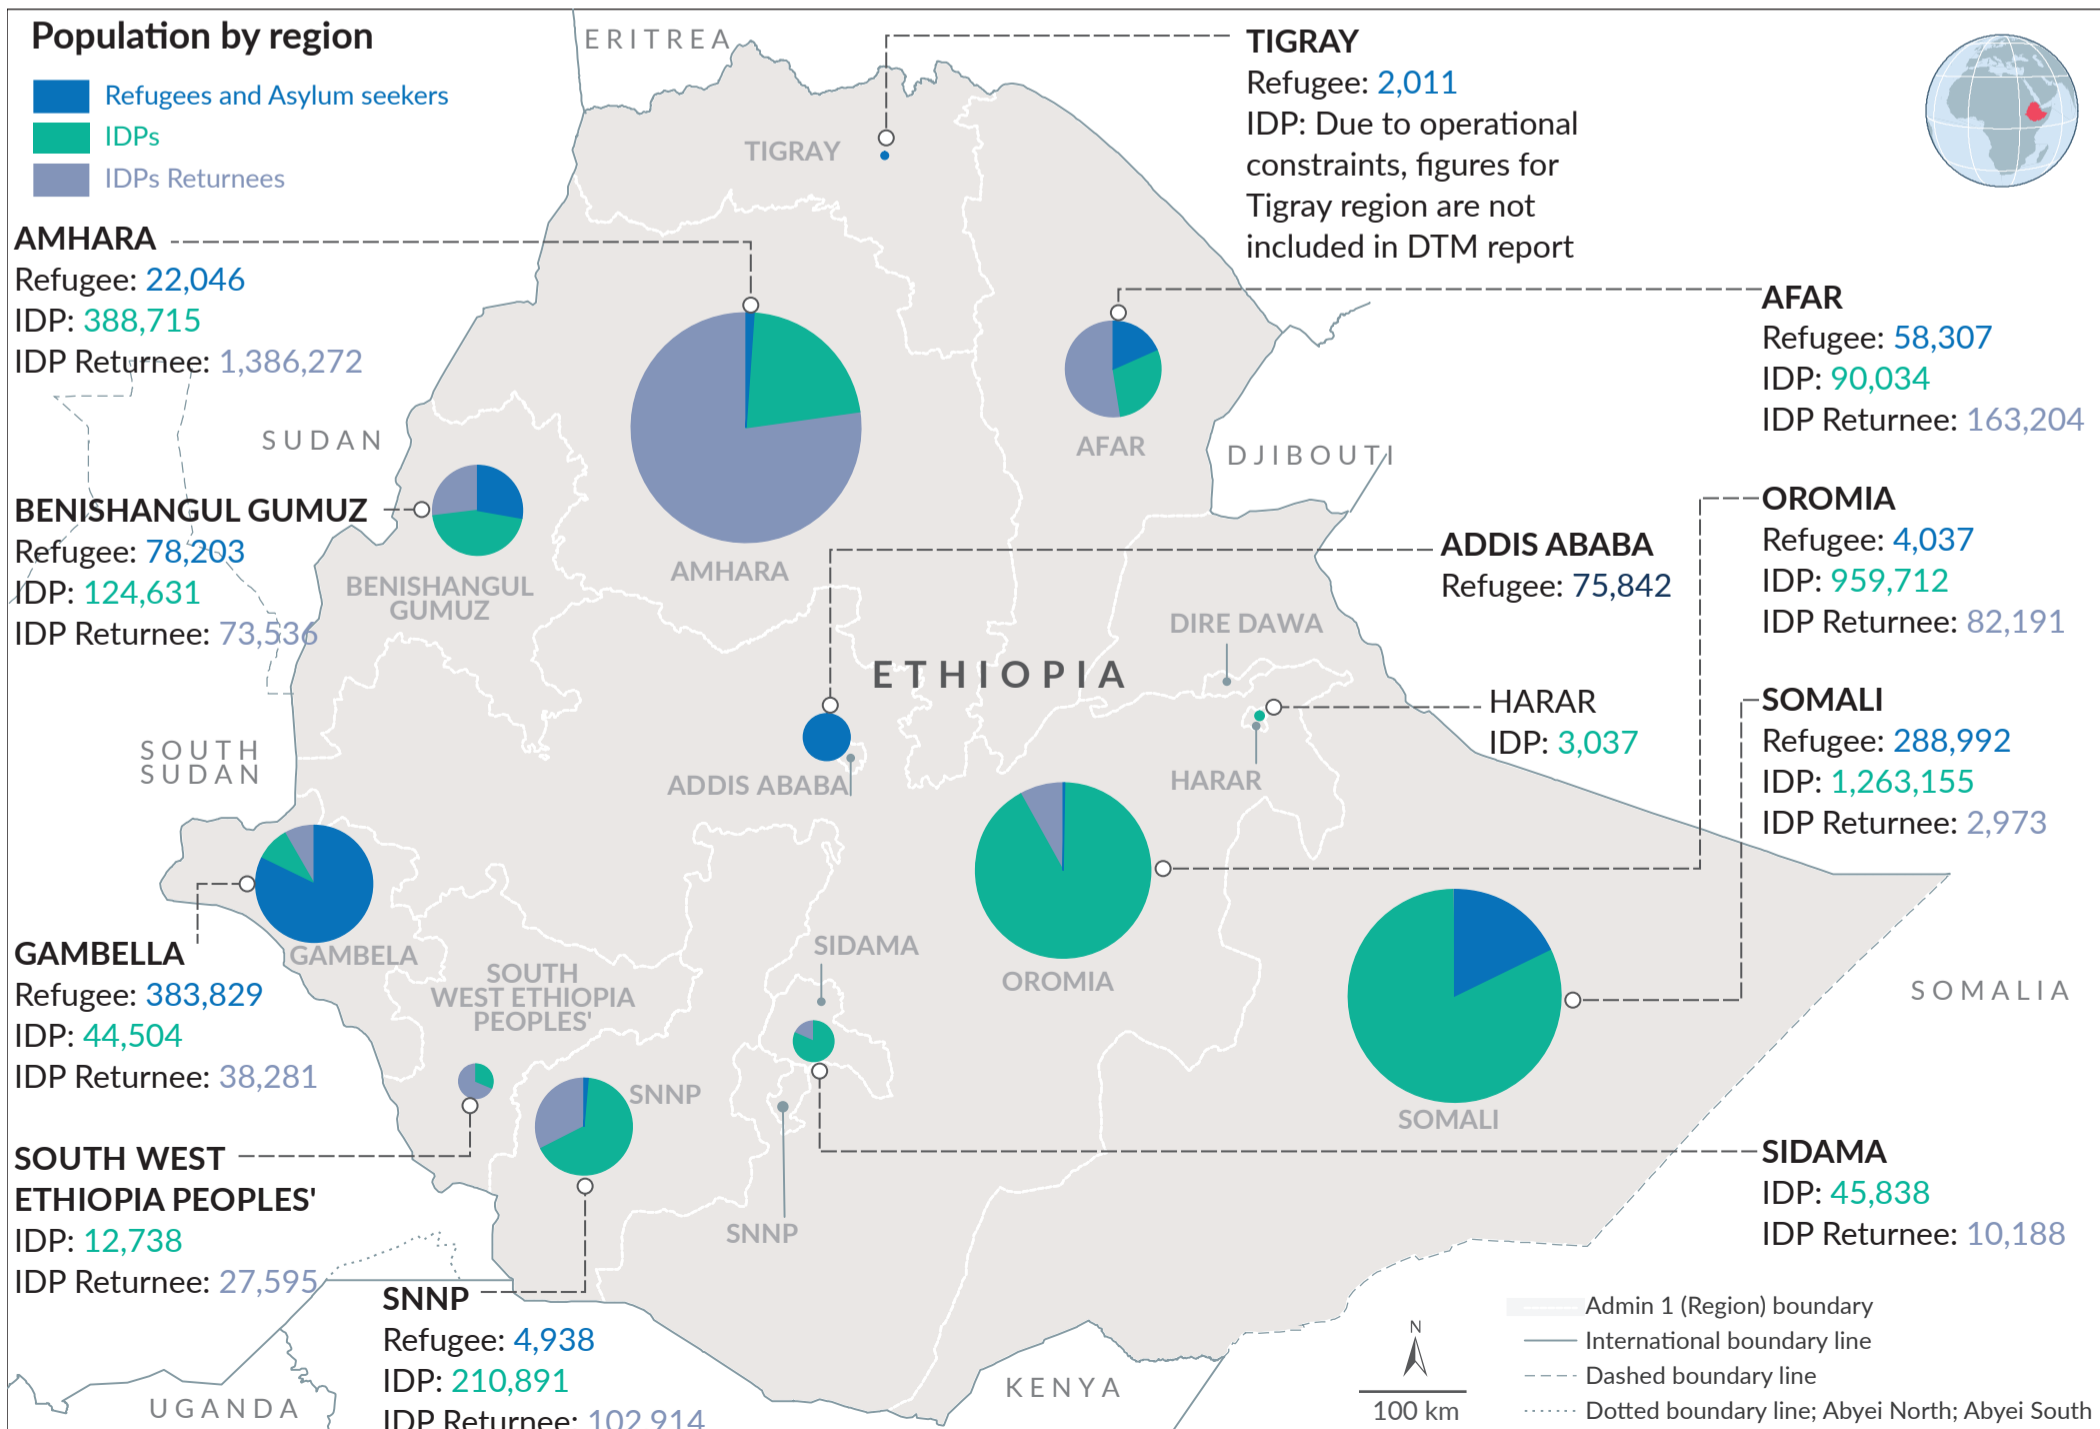 Population by region
Refugees and Asylum seekers
IDPs
IDPs Returnees
ERITREA
TIGRAY
Refugee: 2,011
IDP: Due to operational
constraints, figures for
Tigray region are not
included in DTM report
TIGRAY
AMHARA
Refugee: 22,046
IDP: 388,715
IDP Returnee: 1,386,272
AFAR
Refugee: 58,307
IDP: 90,034
IDP Returnee: 163,204
SUDAN
AFAR
DJIBOUTI
BENISHANGUL GUMUZ
Refugee: 78,203
IDP: 124,631
IDP Returnee: 73,536
BENISHANGUL
GUMUZ
AMHARA
ADDIS ABABA
Refugee: 75,842
OROMIA
Refugee: 4,037
IDP: 959,712
IDP Returnee: 82,191
DIRE DAWA
ETHIOPIA
HARAR
IDP: 3,037
SOMALI
Refugee: 288,992
IDP: 1,263,155
IDP Returnee: 2,973
SOUTH
SUDAN
ADDIS ABABA
HARAR
GAMBELLA
Refugee: 383,829
IDP: 44,504
IDP Returnee: 38,281
GAMBELA
SOUTH
WEST ETHIOPIA
PEOPLES'
SIDAMA
OROMIA
SOMALIA
SNNP
SOMALI
SOUTH WEST
ETHIOPIA PEOPLES'
IDP: 12,738
IDP Returnee: 27,595
SIDAMA
IDP: 45,838
IDP Returnee: 10,188
SNNP
SNNP
Refugee: 4,938
IDP: 210,891
IDP Returnee: 102,914
UGANDA
KENYA
N
100 km
Admin 1 (Region) boundary
International boundary line
Dashed boundary line
Dotted boundary line; Abyei North; Abyei South